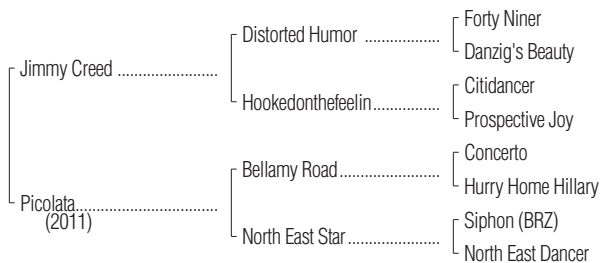 Forty Niner
Distorted Humor ..................
Danzig's Beauty
Jimmy Creed ........................
Citidancer
Hookedonthefeelin................
Prospective Joy
Concerto
Bellamy Road........................
Hurry Home Hillary
Picolata..................................
(2011)
Siphon (BRZ)
North East Star ......................
North East Dancer